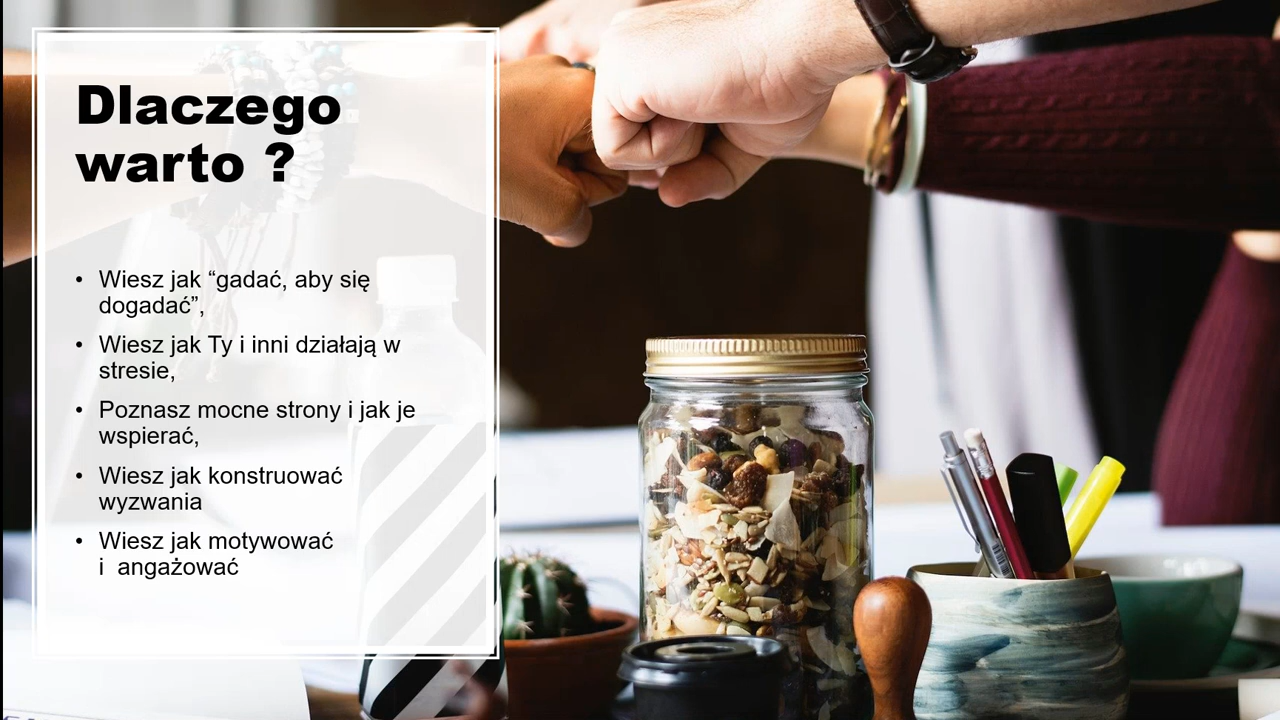 Dlaczego
warto ?
• Wiesz jak “gadać, aby się
dogadać”,
• Wiesz jak Ty i inni działają w
stresie,
• Poznasz mocne strony i jak je
wspierać,
• Wiesz jak konstruować
wyzwania
• Wiesz jak motywować
i  angażować